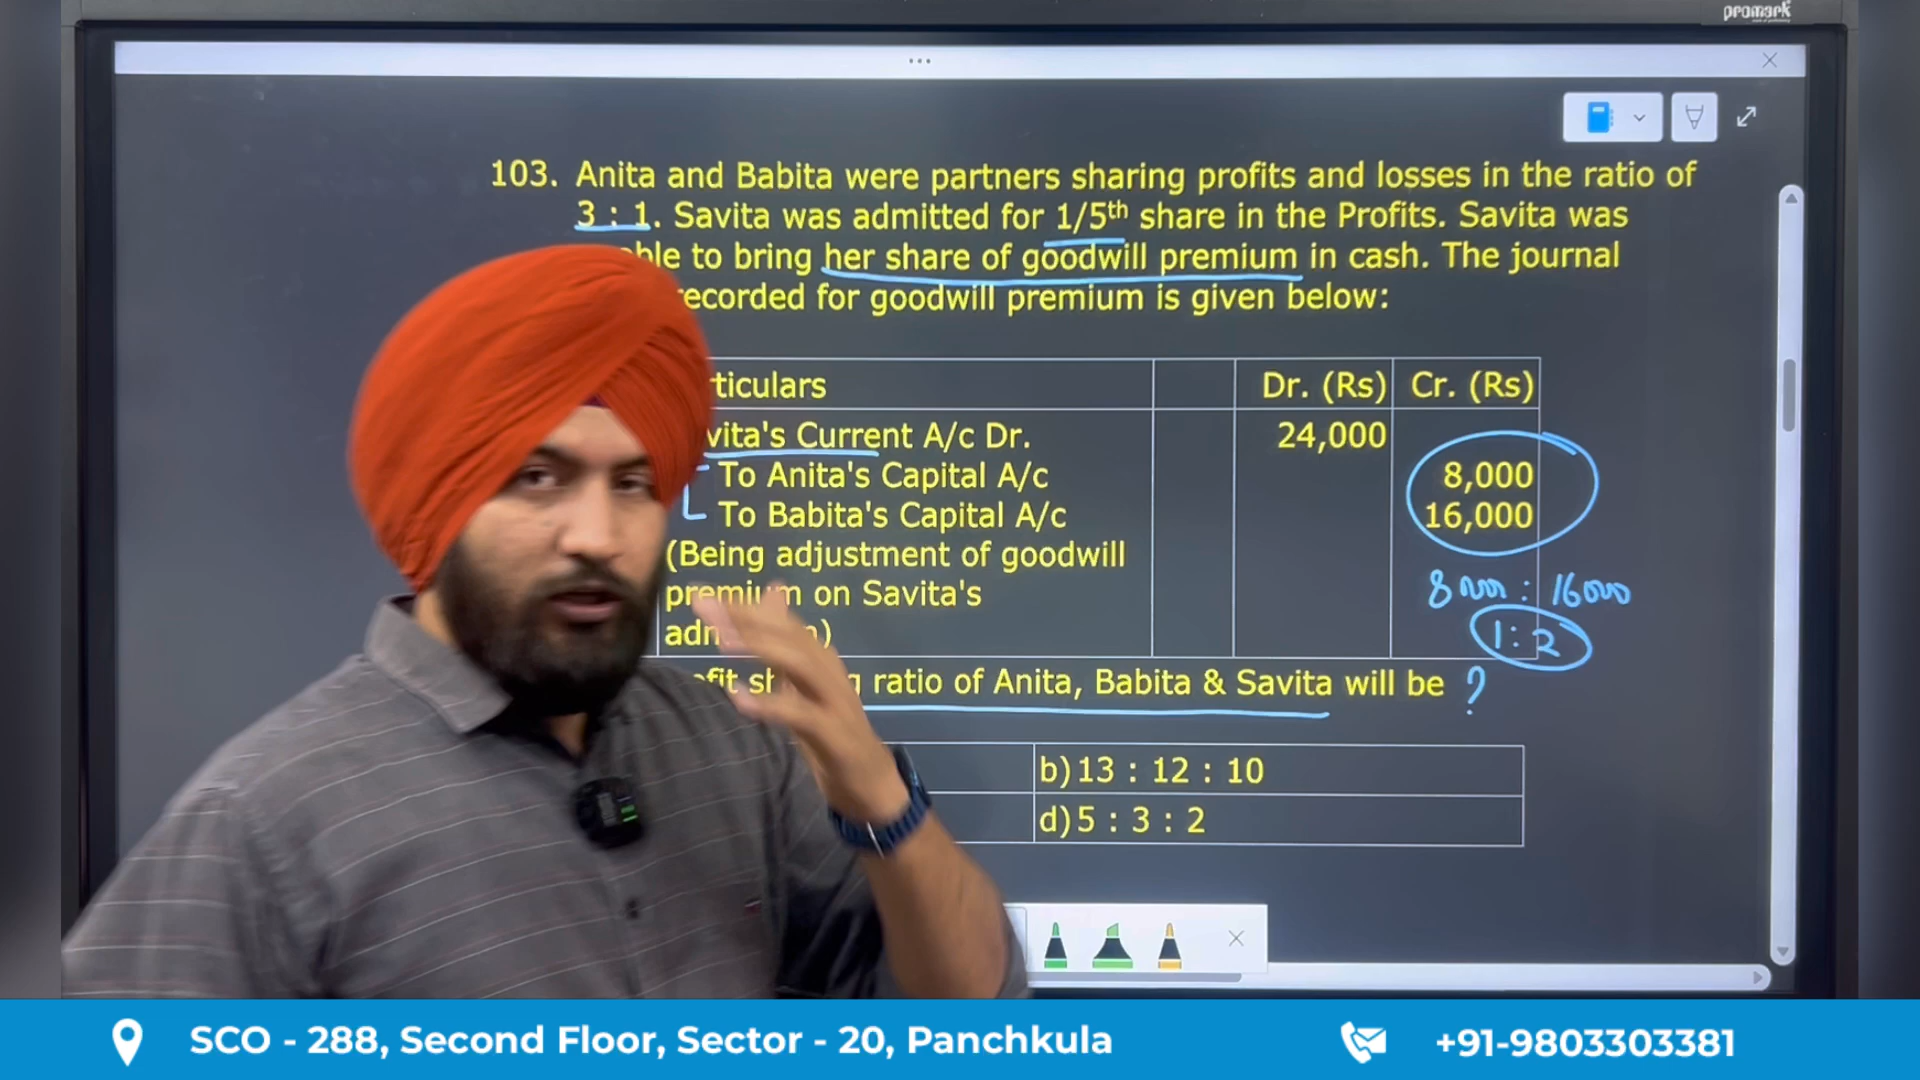 promark
103. Anita and Babita were partners sharing profits and losses in the ratio of
3 : 1. Savita was admitted for 1/5th share in the Profits. Savita was
to bring her share of goodwill premium in cash. The journal
recorded for goodwill premium is given below:
Dr. (Rs) Cr. (Rs)
Current A/c Dr. 24,000
To Anita's Capital A/c 8,000
To Babita's Capital A/c 16,000
(Being adjustment of goodwill
premium on Savita's
8000 : 16000
1 : 2
ratio of Anita, Babita & Savita will be ?
b) 13 : 12 : 10
d) 5 : 3 : 2
SCO - 288, Second Floor, Sector - 20, Panchkula
+91-9803303381